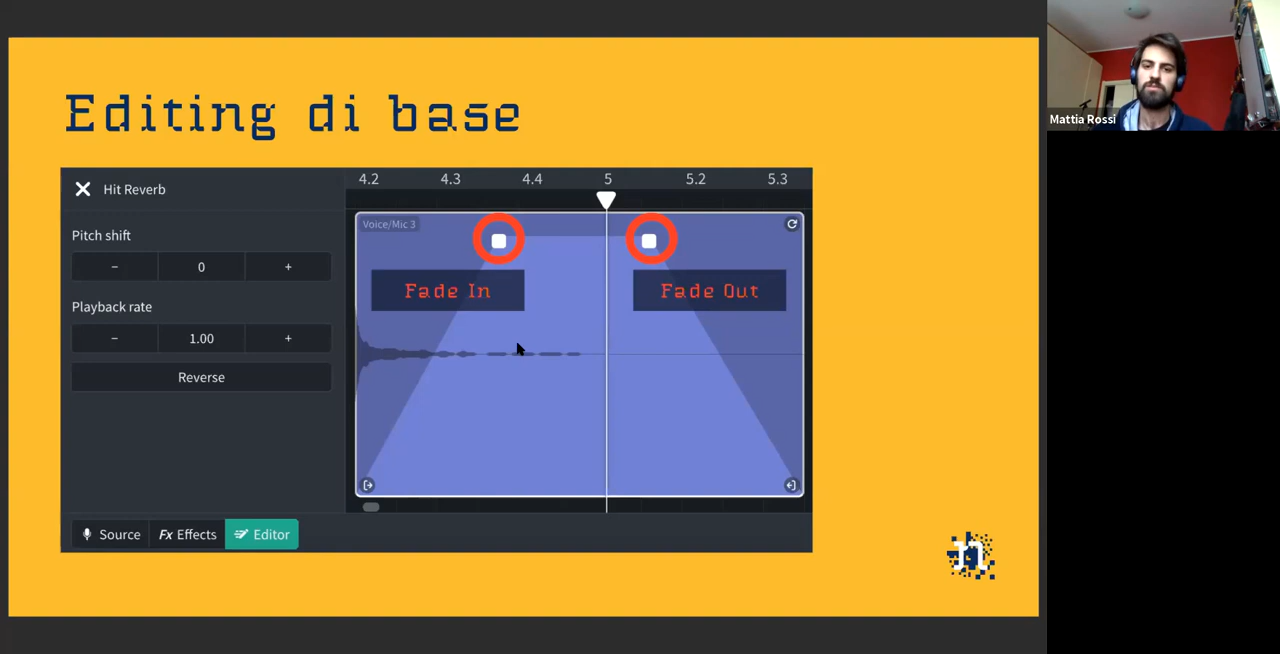 Editing di base
Hit Reverb
Pitch shift
− 0 +
Playback rate
− 1.00 +
Reverse
4.2 4.3 4.4 5 5.2 5.3
Voice/Mic 3
Fade In
Fade Out
Source
Fx Effects
Editor
n
Mattia Rossi